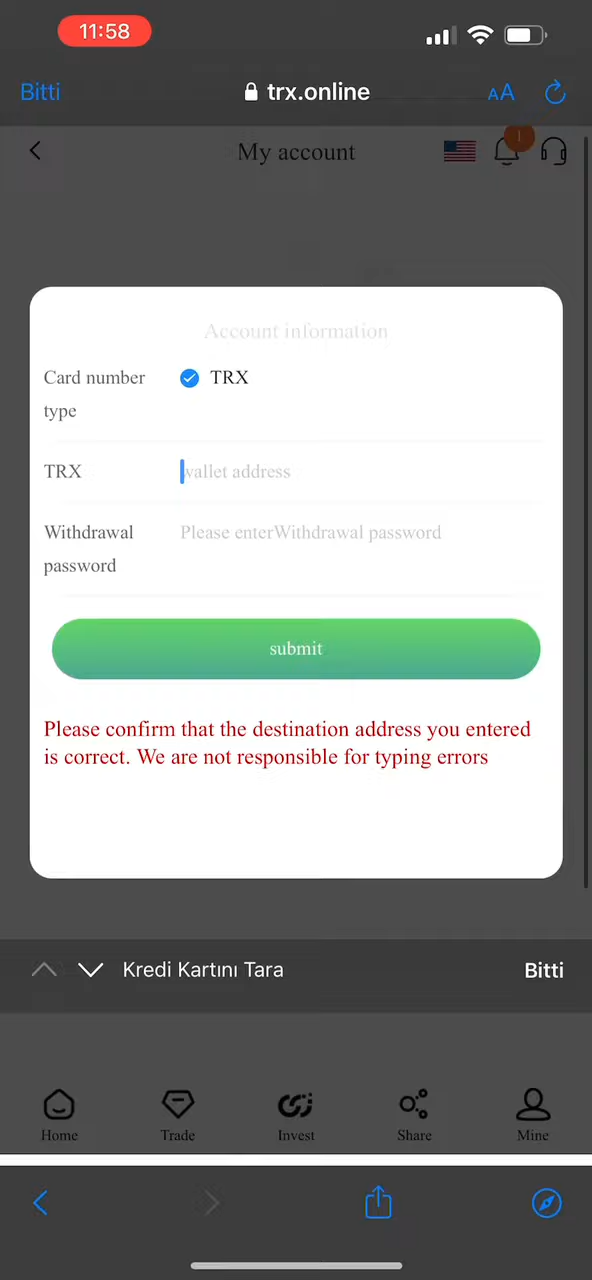 11:58
Bitti
trx.online
AA
My account
1
Account information
Card number
type
TRX
TRX
wallet address
Withdrawal
password
Please enterWithdrawal password
submit
Please confirm that the destination address you entered
is correct. We are not responsible for typing errors
Kredi Kartını Tara
Bitti
Home
Trade
Invest
Share
Mine